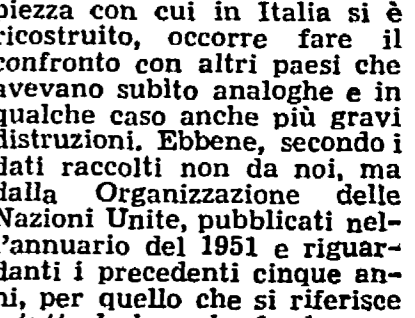 piezza con cui in Italia si è
ricostruito, occorre fare il
confronto con altri paesi che
avevano subito analoghe e in
qualche caso anche più gravi
distruzioni. Ebbene, secondo i
dati raccolti non da noi, ma
dalla Organizzazione delle
Nazioni Unite, pubblicati nel-
l'annuario del 1951 e riguar-
danti i precedenti cinque an-
ni, per quello che si riferisce